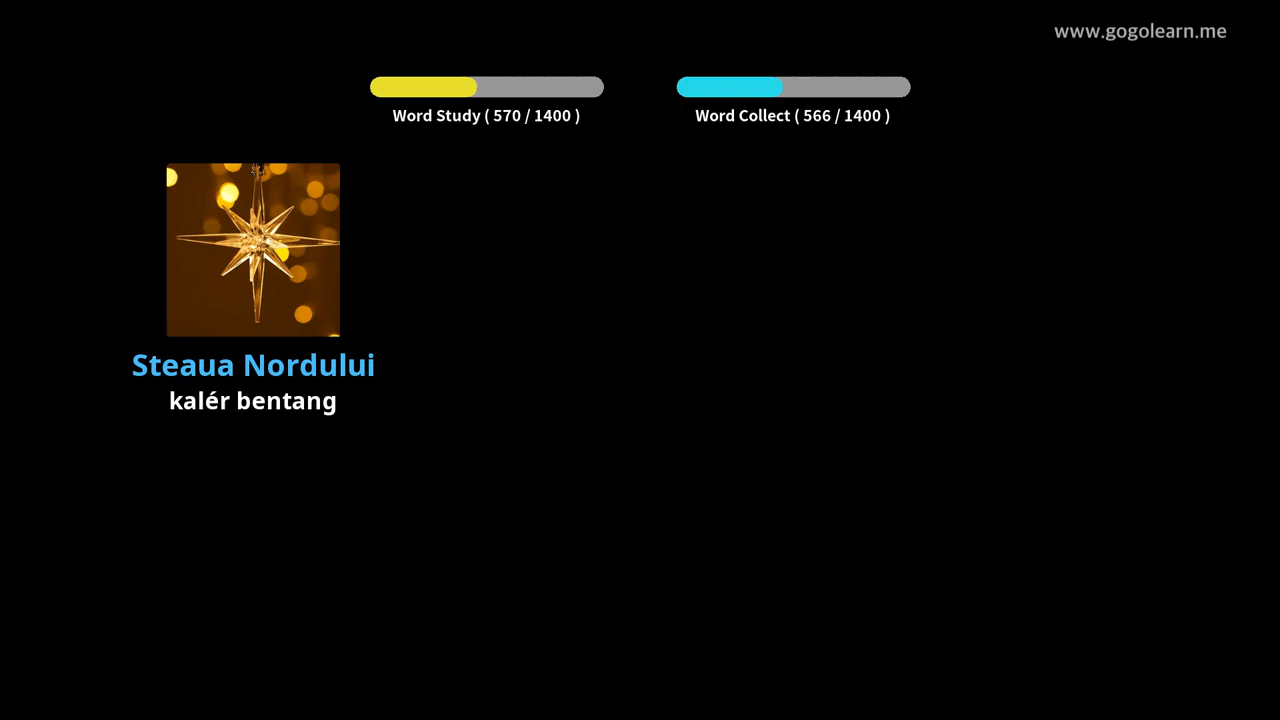 www.gogolearn.me
Word Study ( 570 / 1400 )
Word Collect ( 566 / 1400 )
Steaua Nordului
kalér bentang